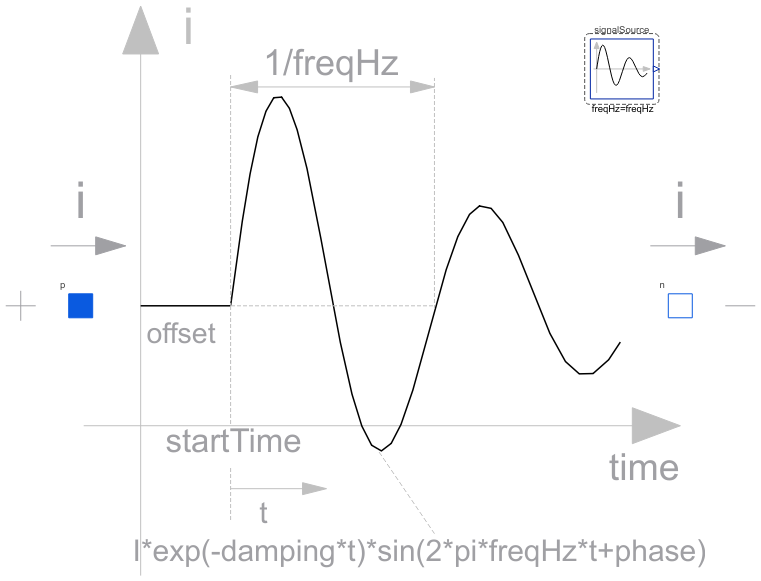 i
signalSource
1/freqHz
freqHz=freqHz
i
i
p
n
offset
startTime
time
t
I*exp(-damping*t)*sin(2*pi*freqHz*t+phase)